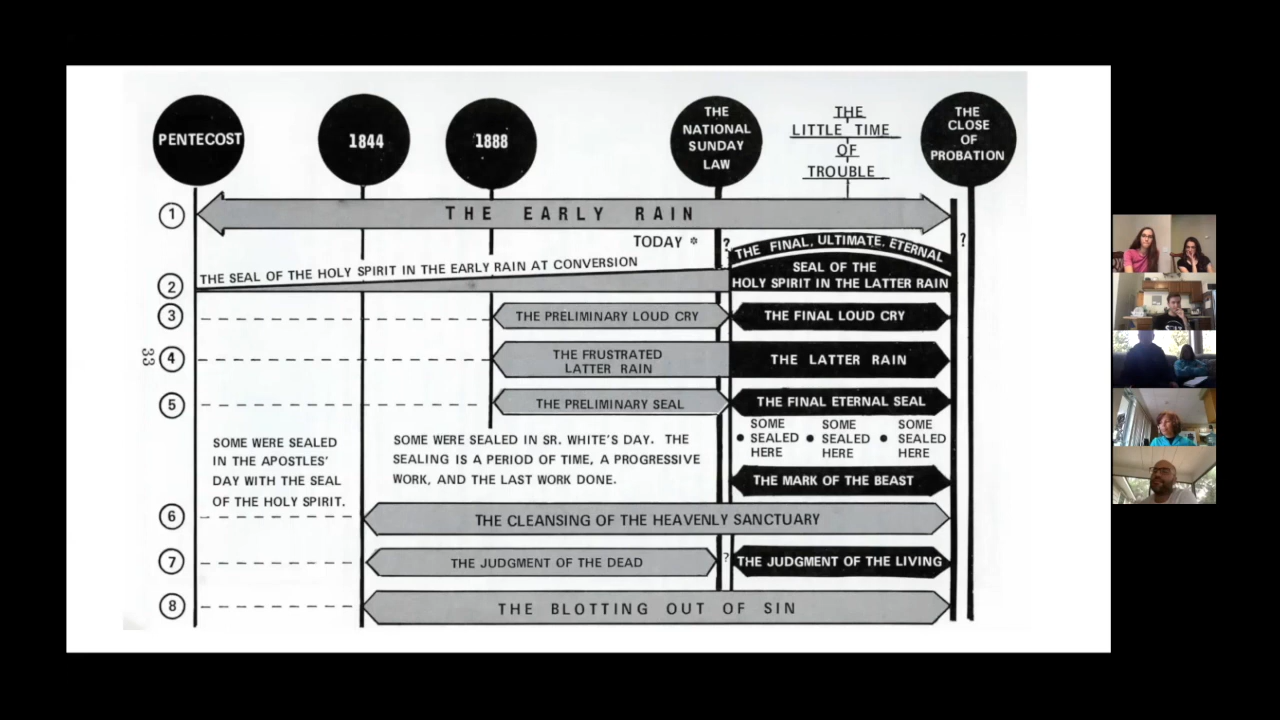 PENTECOST
1844
1888
THE
NATIONAL
SUNDAY
LAW
THE
LITTLE TIME
OF
TROUBLE
THE
CLOSE
OF
PROBATION
1
THE EARLY RAIN
TODAY *
?
?
2
THE SEAL OF THE HOLY SPIRIT IN THE EARLY RAIN AT CONVERSION
THE FINAL, ULTIMATE, ETERNAL
SEAL OF THE
HOLY SPIRIT IN THE LATTER RAIN
3
THE PRELIMINARY LOUD CRY
THE FINAL LOUD CRY
33
4
THE FRUSTRATED
LATTER RAIN
THE LATTER RAIN
5
THE PRELIMINARY SEAL
THE FINAL ETERNAL SEAL
SOME WERE SEALED
IN THE APOSTLES'
DAY WITH THE SEAL
OF THE HOLY SPIRIT.
SOME WERE SEALED IN SR. WHITE'S DAY. THE
SEALING IS A PERIOD OF TIME, A PROGRESSIVE
WORK, AND THE LAST WORK DONE.
SOME
• SEALED
HERE
SOME
• SEALED
HERE
SOME
• SEALED
HERE
THE MARK OF THE BEAST
6
THE CLEANSING OF THE HEAVENLY SANCTUARY
7
THE JUDGMENT OF THE DEAD
?
THE JUDGMENT OF THE LIVING
8
THE BLOTTING OUT OF SIN